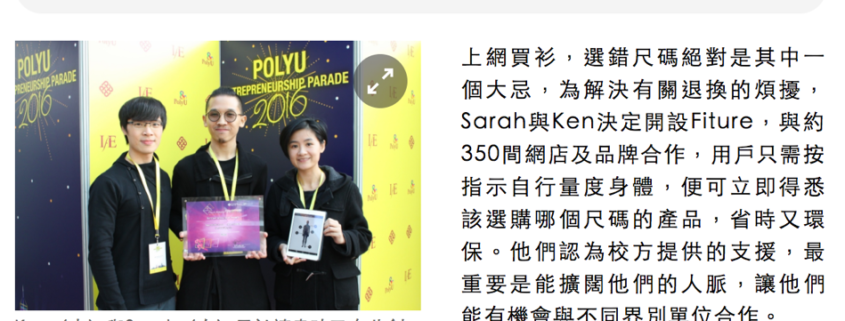 POLYU
TREPRENEURSHIP PARADE
2016
POLYU
PRENEURSHIP PARADE
2016
I/E
PolyU
上網買衫，選錯尺碼絕對是其中一
個大忌，為解決有關退換的煩擾，
Sarah與Ken決定開設Fiture，與約
350間網店及品牌合作，用戶只需按
指示自行量度身體，便可立即得悉
該選購哪個尺碼的產品，省時又環
保。他們認為校方提供的支援，最
重要是能擴闊他們的人脈，讓他們
能有機會與不同界別單位合作。